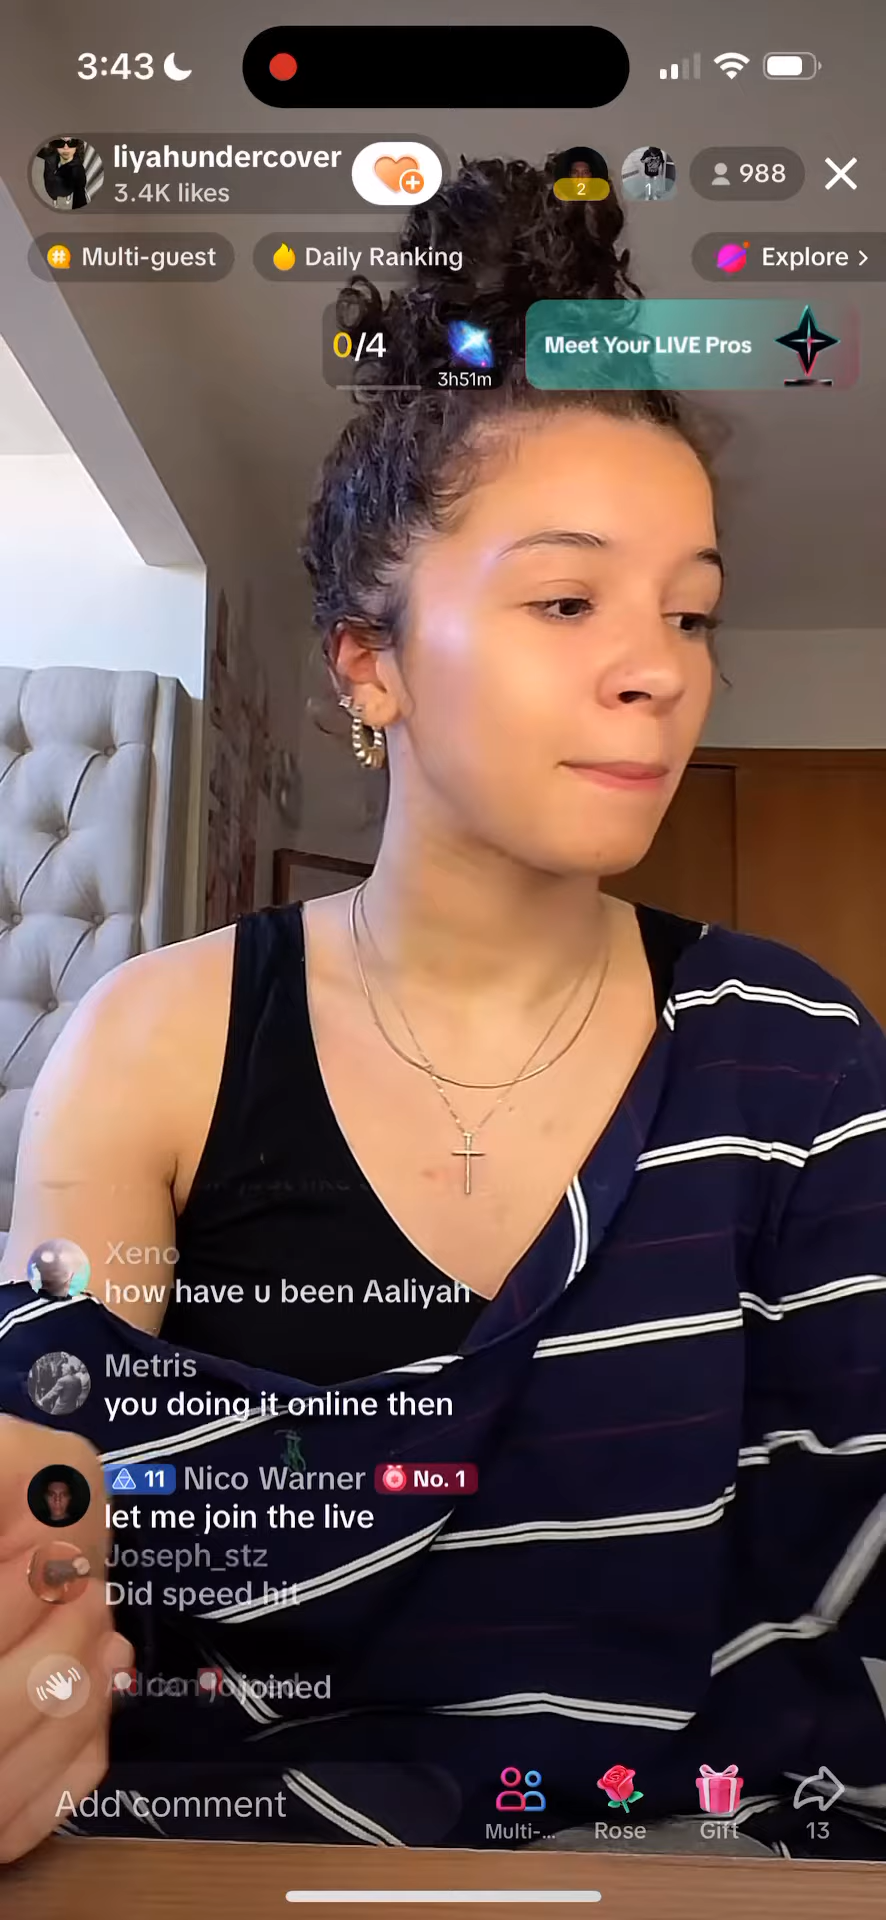 3:43
liyahundercover
3.4K likes
2
1
988
Multi-guest
Daily Ranking
Explore
0/4
3h51m
Meet Your LIVE Pros
Xeno
how have u been Aaliyah
Metris
you doing it online then
11 Nico Warner No. 1
let me join the live
Joseph_stz
Did speed hit
joined
Add comment
Multi-...
Rose
Gift
13